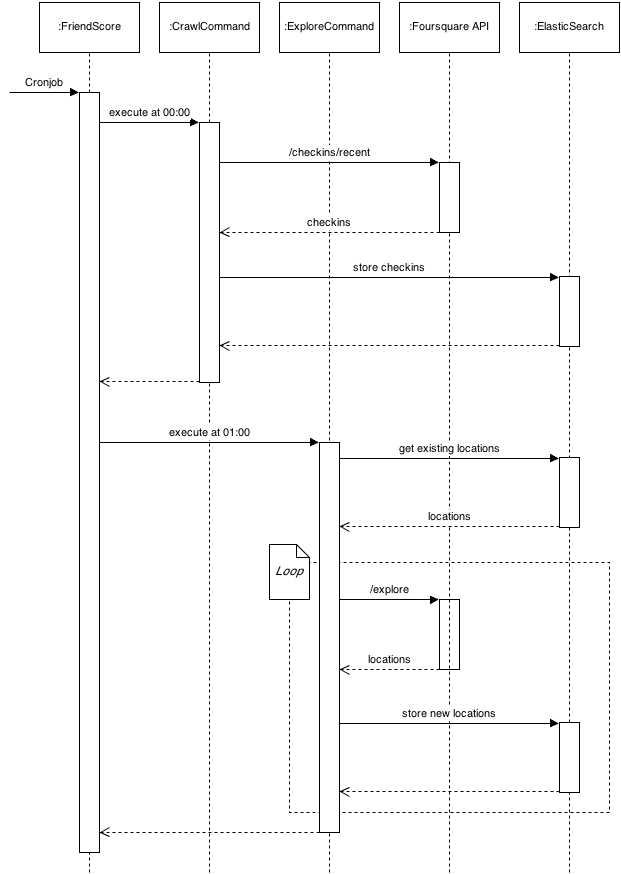 :FriendScore
:CrawlCommand
:ExploreCommand
:Foursquare API
:ElasticSearch
Cronjob
execute at 00:00
/checkins/recent
checkins
store checkins
execute at 01:00
get existing locations
locations
Loop
/explore
locations
store new locations